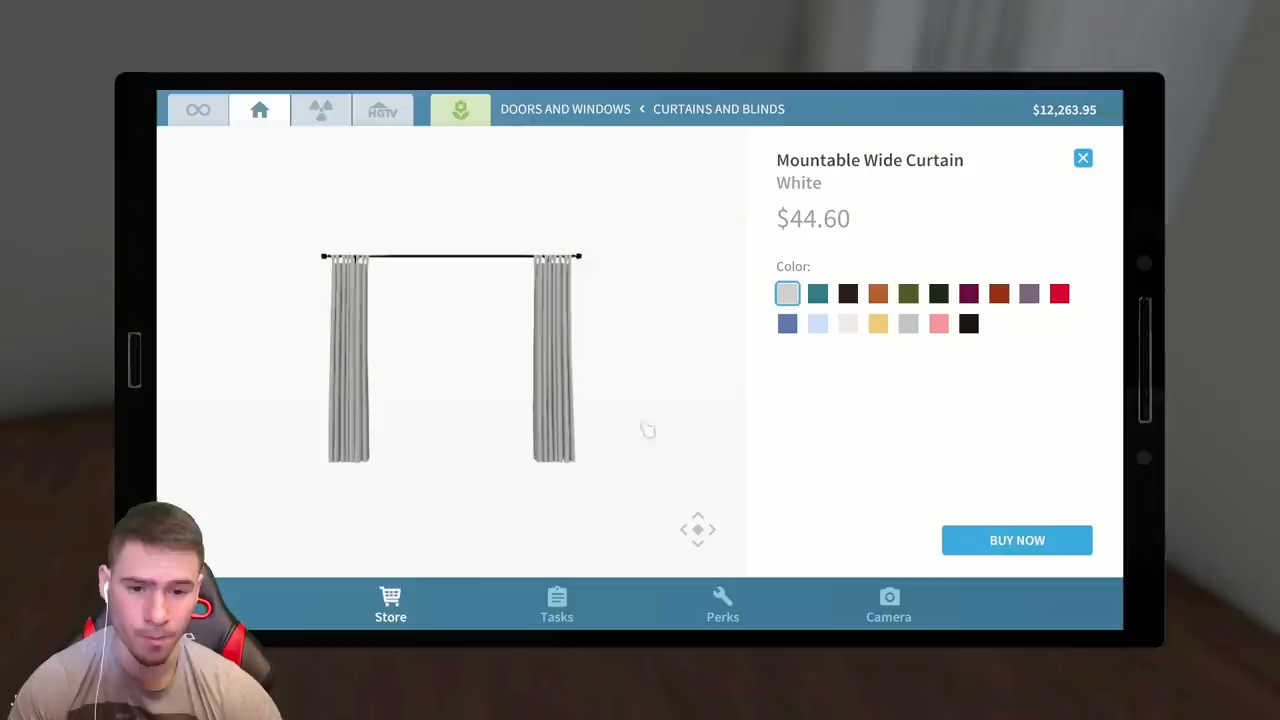 HGTV
DOORS AND WINDOWS < CURTAINS AND BLINDS
$12,263.95
Mountable Wide Curtain
White
$44.60
Color:
BUY NOW
Store
Tasks
Perks
Camera